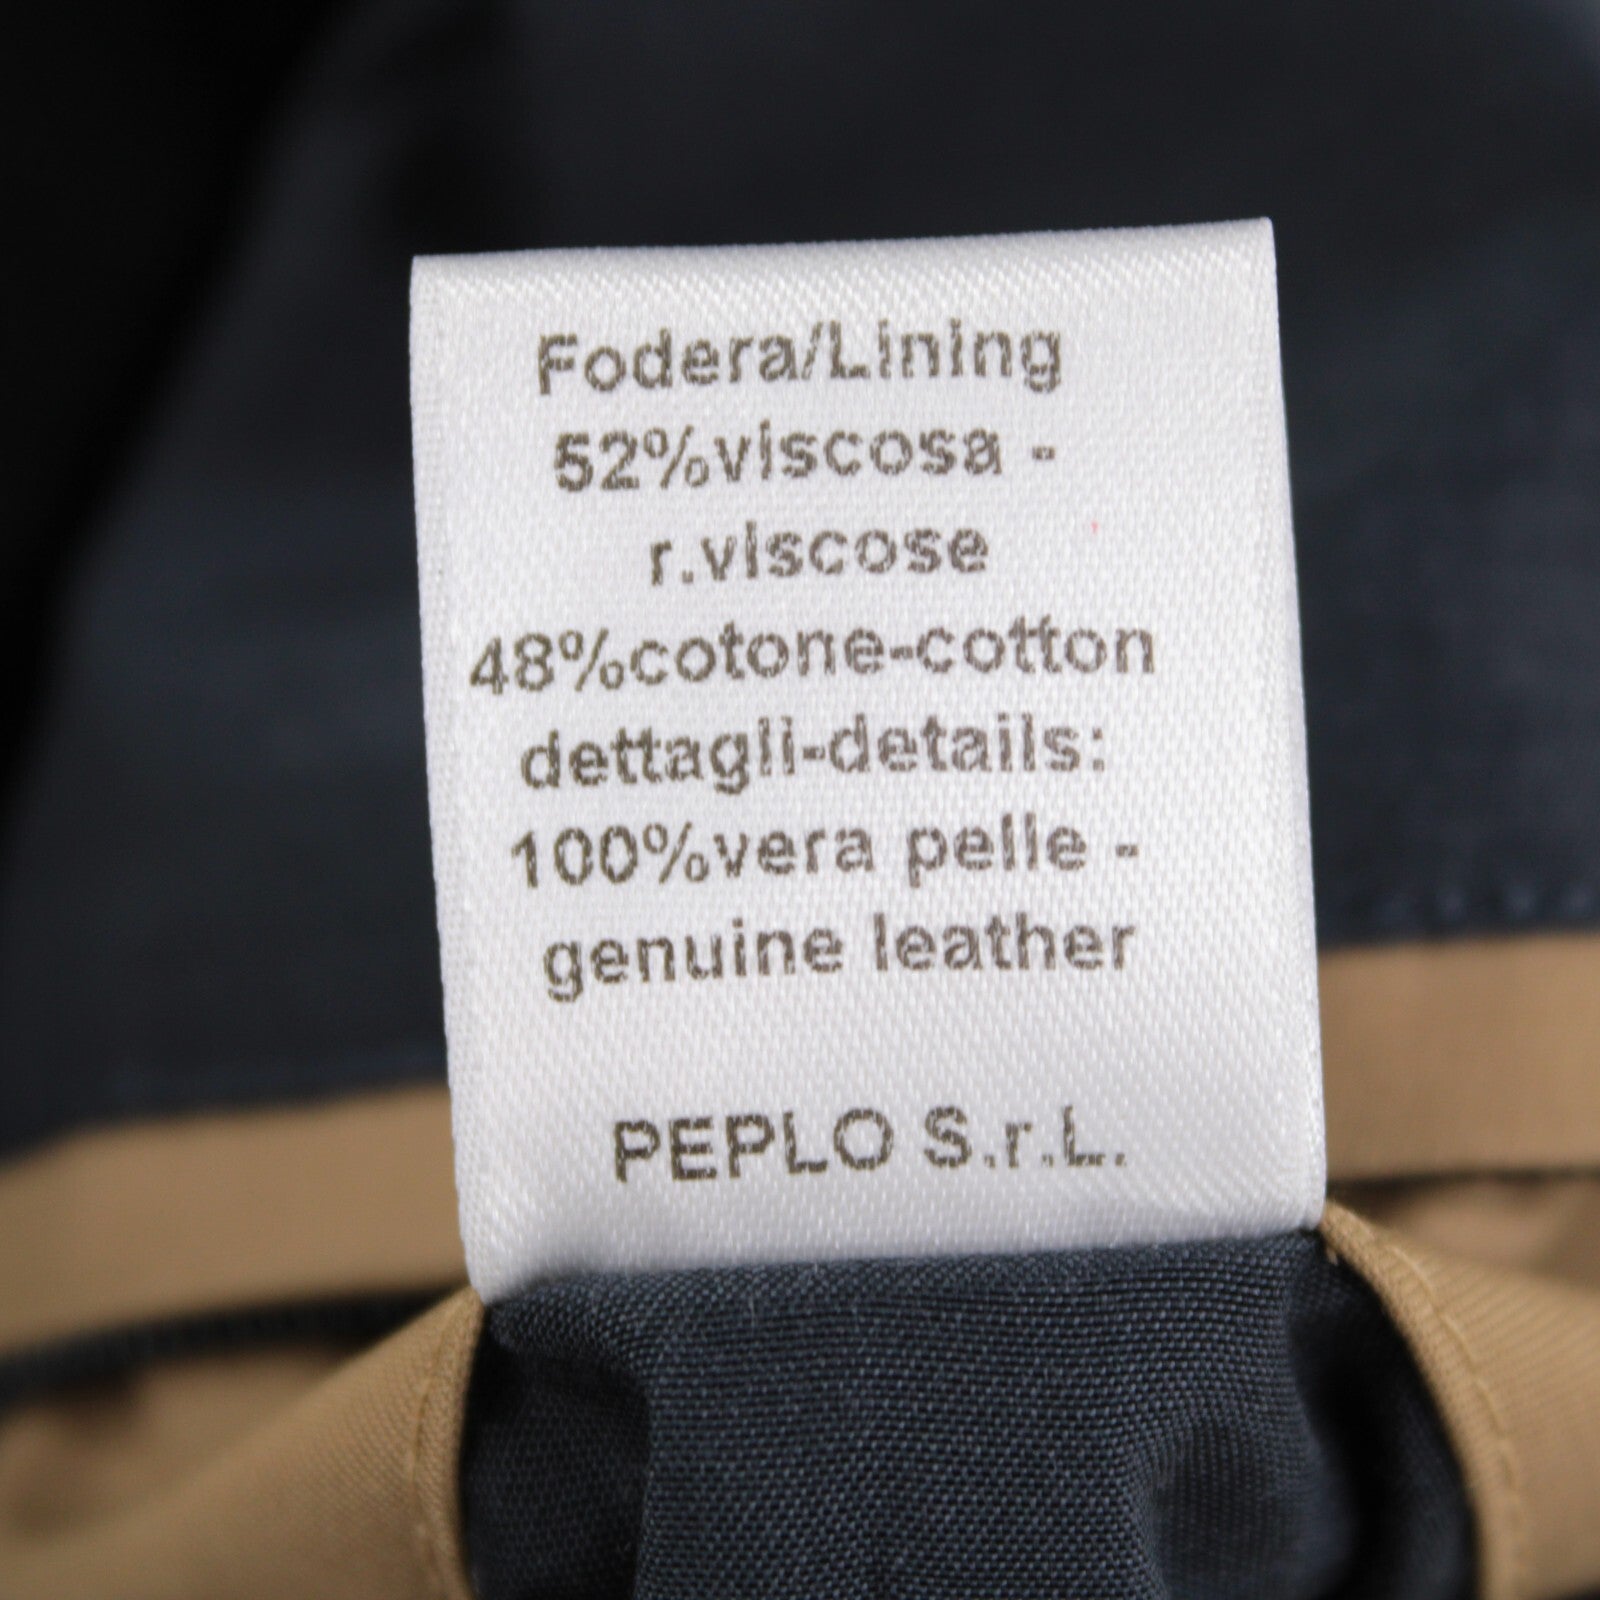 Fodera/Lining
52%viscosa -
r.viscose
48%cotone-cotton
dettagli-details:
100%vera pelle -
genuine leather
PEPLO S.r.L.